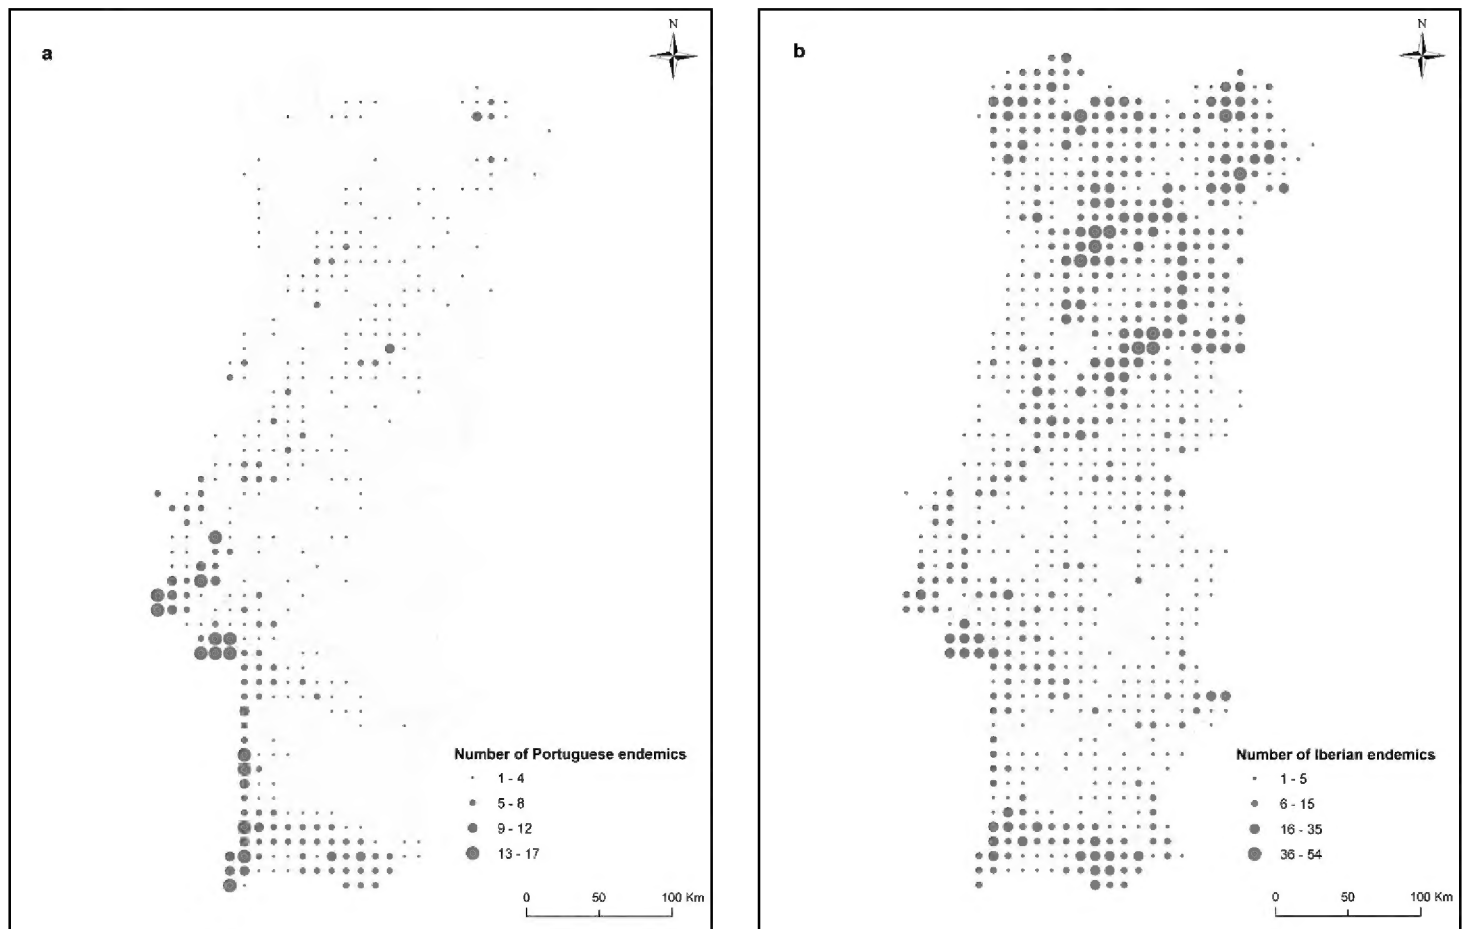 a
N
Number of Portuguese endemics
1 - 4
5 - 8
9 - 12
13 - 17
0 50 100 Km
b
N
Number of Iberian endemics
1 - 5
6 - 15
16 - 35
36 - 54
0 50 100 Km